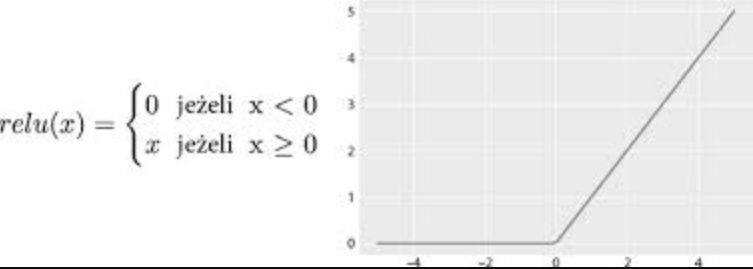 relu(x) = { 0 jeżeli x < 0
x jeżeli x ≥ 0
5
4
3
2
1
0
-4 -2 0 2 4